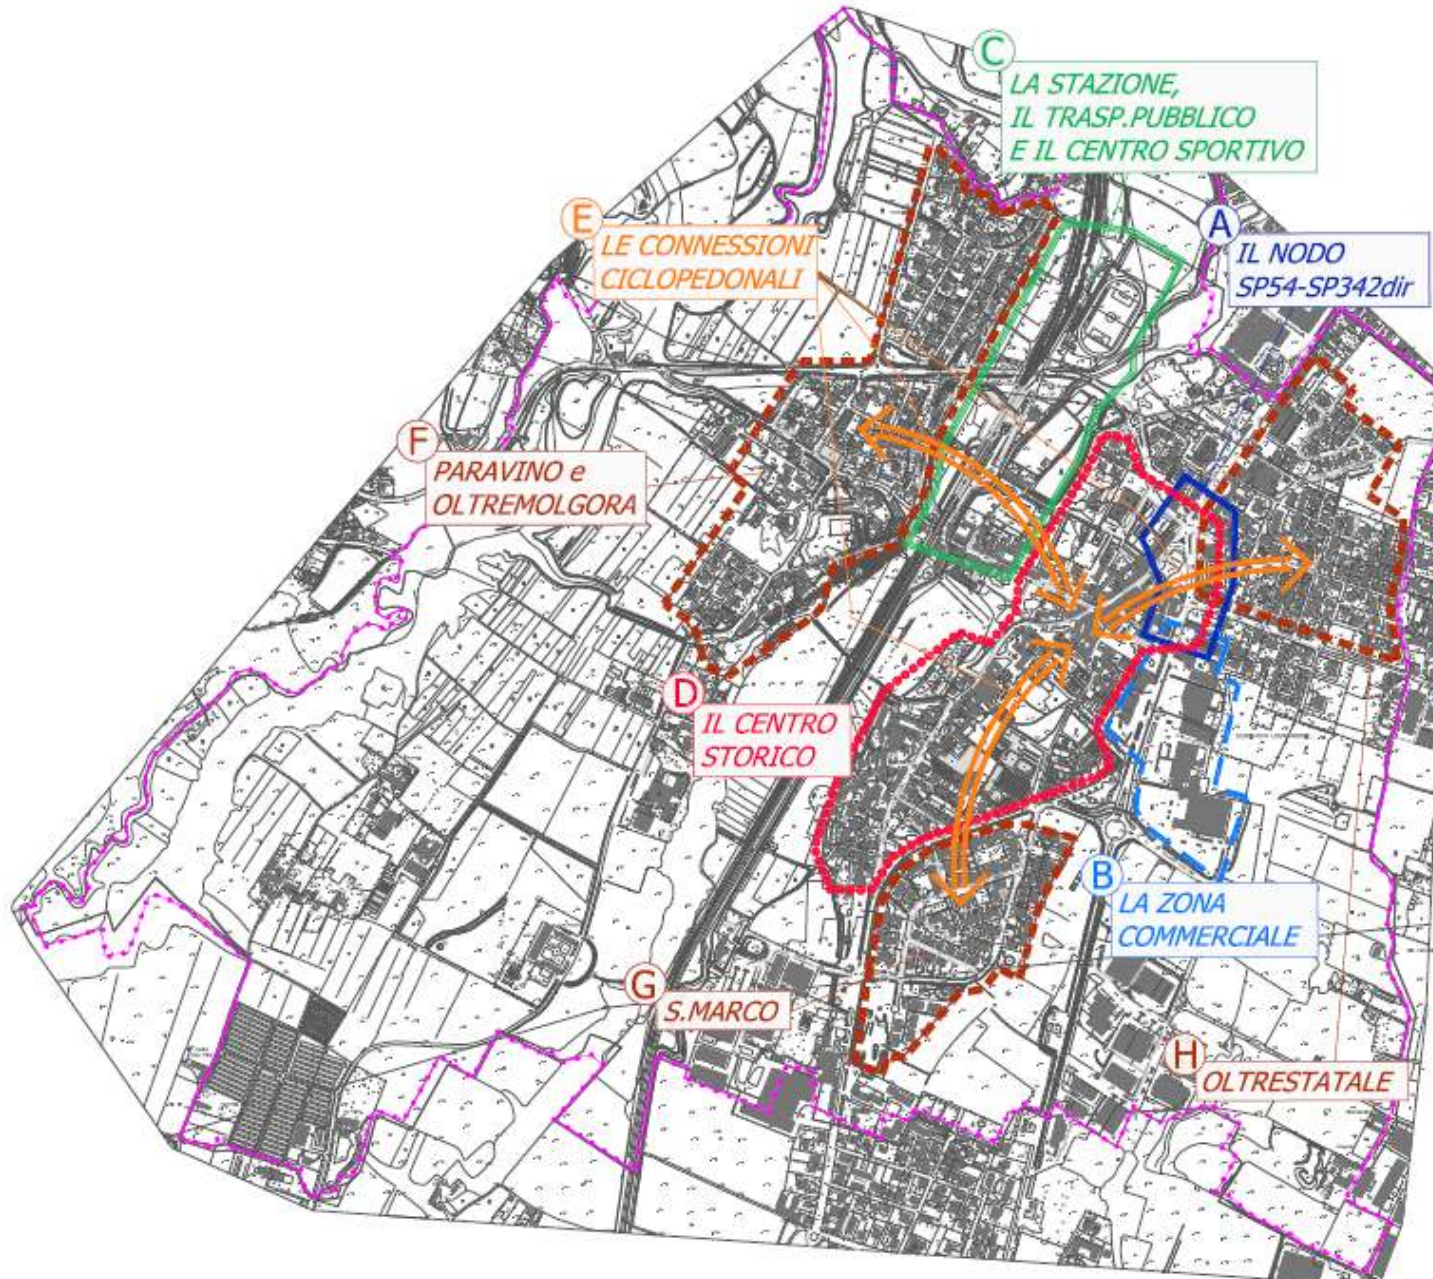 C
LA STAZIONE,
IL TRASP.PUBBLICO
E IL CENTRO SPORTIVO
A
IL NODO
SP54-SP342dir
E
LE CONNESSIONI
CICLOPEDONALI
F
PARAVINO e
OLTREMOLGORA
D
IL CENTRO
STORICO
B
LA ZONA
COMMERCIALE
G
S.MARCO
H
OLTRESTATALE